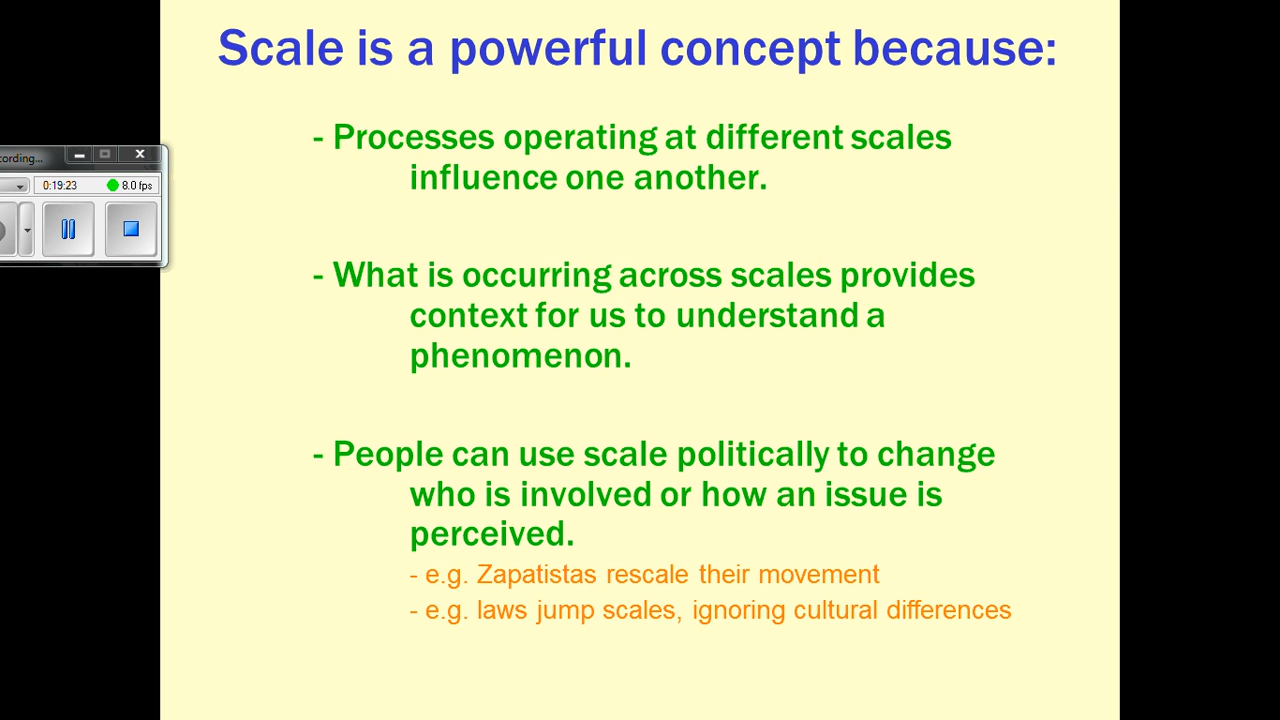 Scale is a powerful concept because:
- Processes operating at different scales
influence one another.
cording...
0:19:23 8.0 fps
- What is occurring across scales provides
context for us to understand a
phenomenon.
- People can use scale politically to change
who is involved or how an issue is
perceived.
- e.g. Zapatistas rescale their movement
- e.g. laws jump scales, ignoring cultural differences